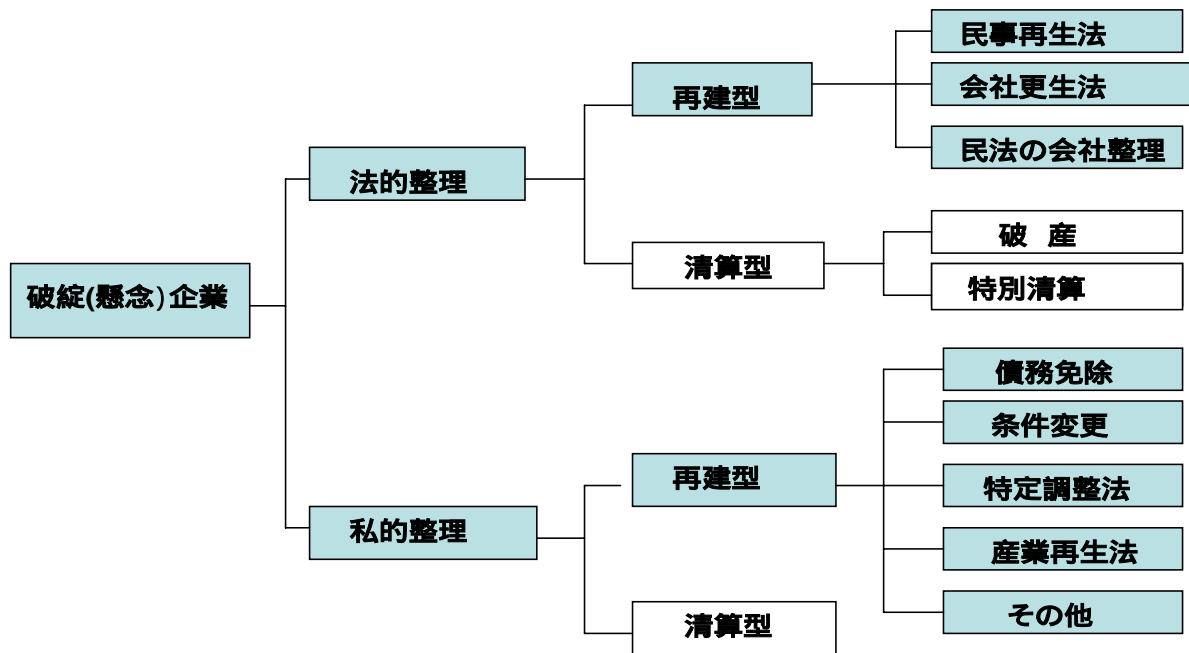 破綻(懸念)企業
法的整理
再建型
民事再生法
会社更生法
民法の会社整理
清算型
破 産
特別清算
私的整理
再建型
債務免除
条件変更
特定調整法
産業再生法
その他
清算型